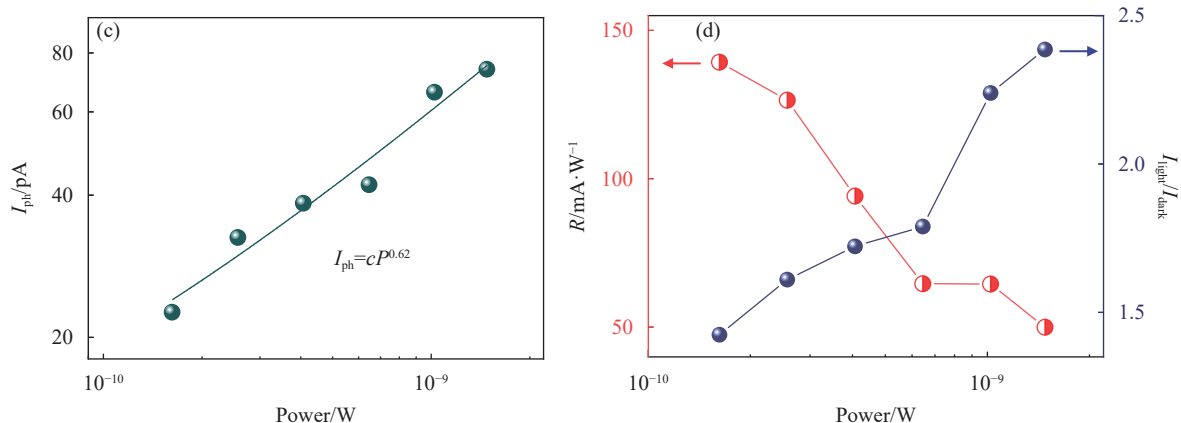 (c)
80
60
40
20
I_ph/pA
I_ph=cP^0.62
10^−10
10^−9
Power/W
(d)
150
100
50
R/mA·W^−1
2.5
2.0
1.5
I_light/I_dark
10^−10
10^−9
Power/W